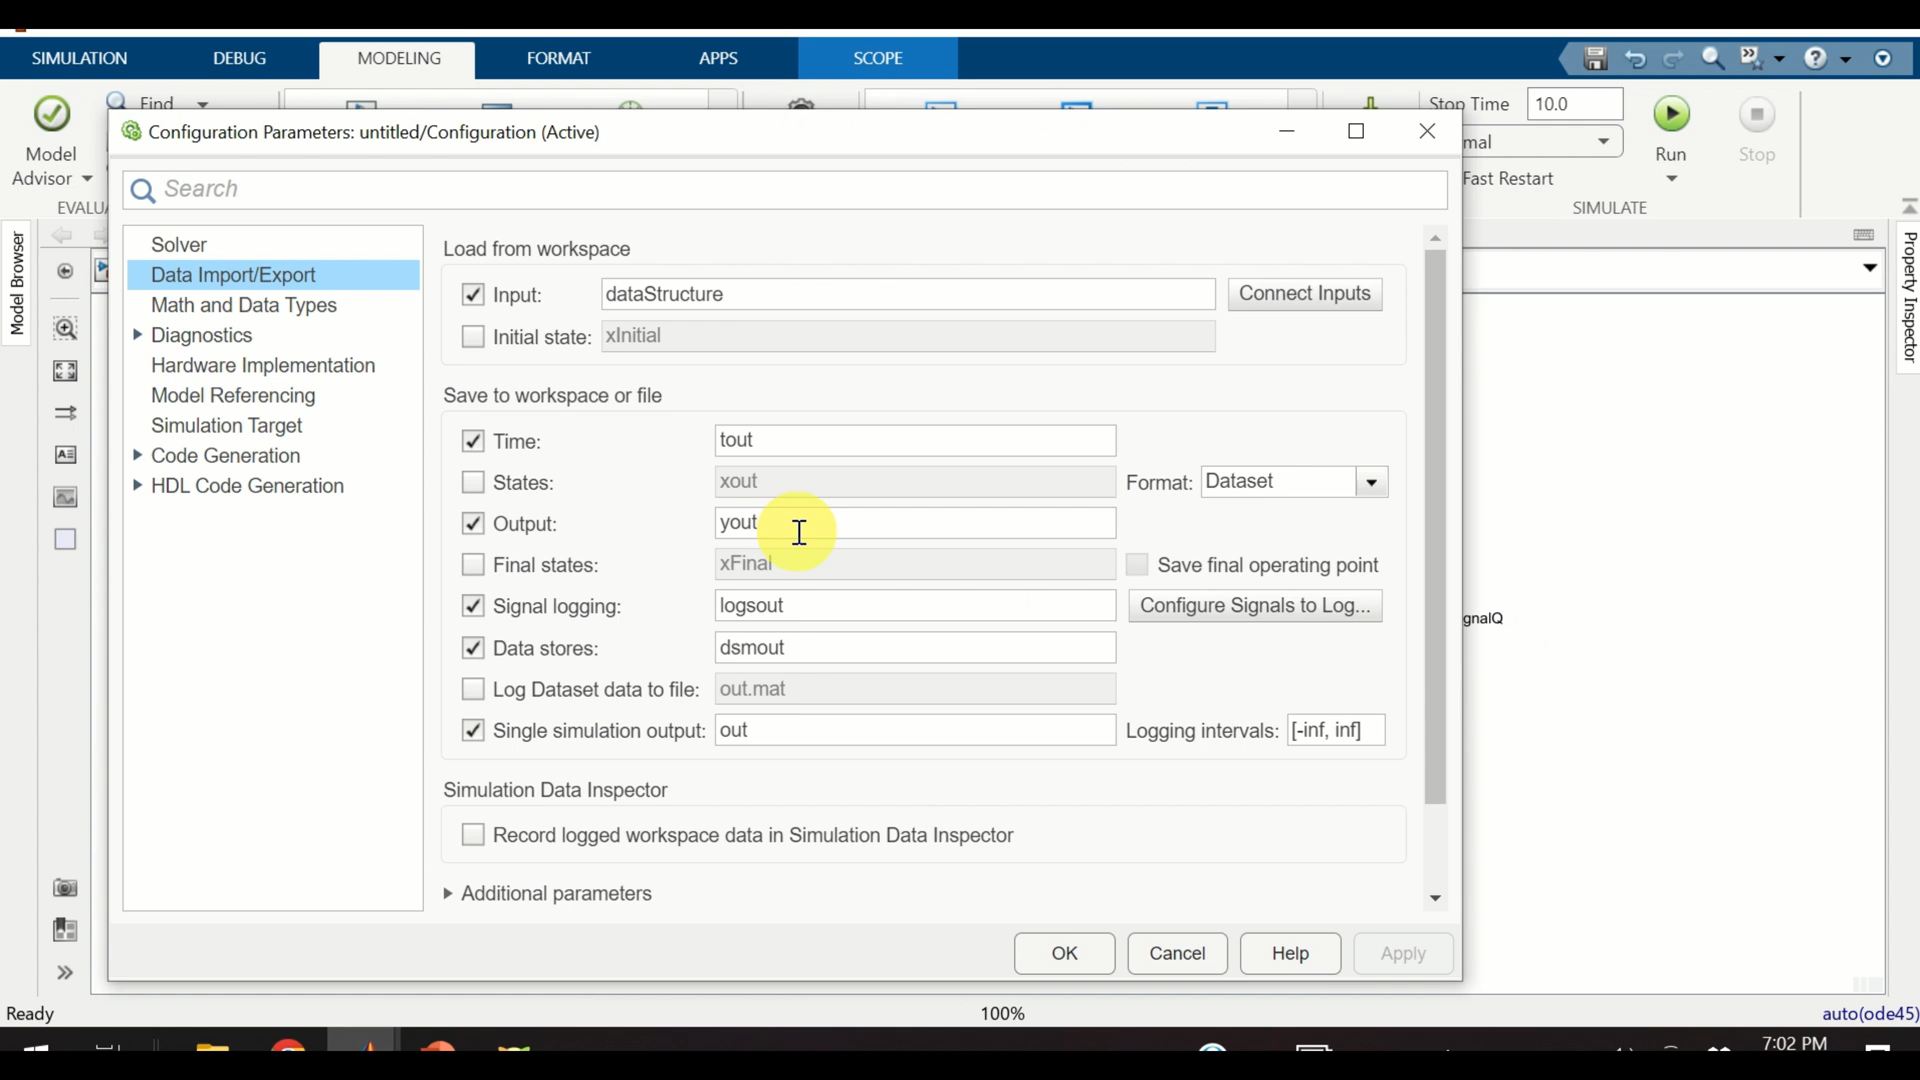 SIMULATION DEBUG MODELING FORMAT APPS SCOPE
Find Stop Time 10.0
Configuration Parameters: untitled/Configuration (Active)
mal
Model
Advisor
Run Stop
Fast Restart
EVALUA SIMULATE
Search
Model Browser
Property Inspector
Solver
Data Import/Export
Math and Data Types
Diagnostics
Hardware Implementation
Model Referencing
Simulation Target
Code Generation
HDL Code Generation
Load from workspace
Input: dataStructure Connect Inputs
Initial state: xInitial
Save to workspace or file
Time: tout
States: xout Format: Dataset
Output: yout
Final states: xFinal Save final operating point
Signal logging: logsout Configure Signals to Log...
gnalQ
Data stores: dsmout
Log Dataset data to file: out.mat
Single simulation output: out Logging intervals: [-inf, inf]
Simulation Data Inspector
Record logged workspace data in Simulation Data Inspector
Additional parameters
OK Cancel Help Apply
Ready 100% auto(ode45)
7:02 PM